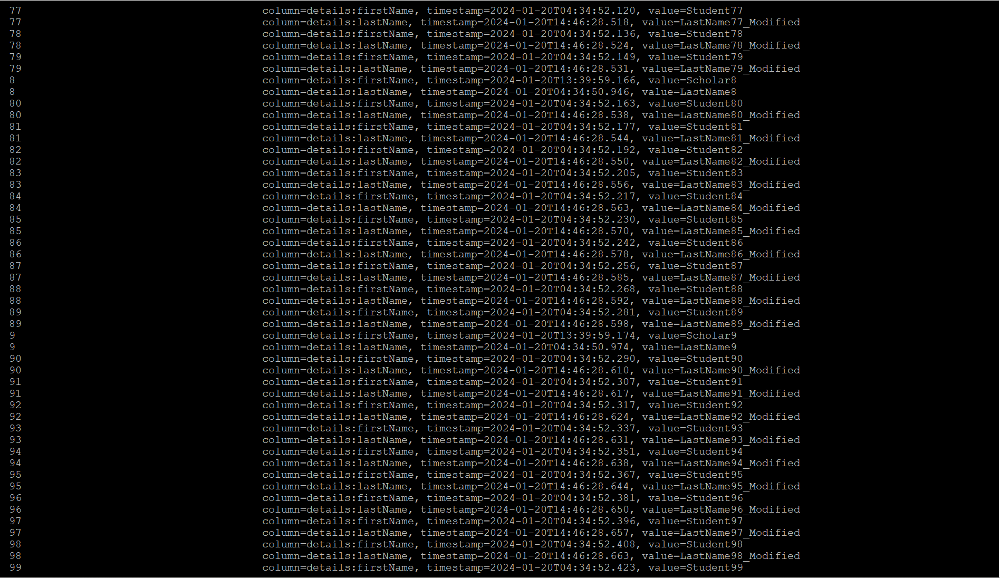 77 column=details:firstName, timestamp=2024-01-20T04:34:52.120, value=Student77
77 column=details:lastName, timestamp=2024-01-20T14:46:28.518, value=LastName77_Modified
78 column=details:firstName, timestamp=2024-01-20T04:34:52.136, value=Student78
78 column=details:lastName, timestamp=2024-01-20T14:46:28.524, value=LastName78_Modified
79 column=details:firstName, timestamp=2024-01-20T04:34:52.149, value=Student79
79 column=details:lastName, timestamp=2024-01-20T14:46:28.531, value=LastName79_Modified
8 column=details:firstName, timestamp=2024-01-20T13:39:59.166, value=Scholar8
8 column=details:lastName, timestamp=2024-01-20T04:34:50.946, value=LastName8
80 column=details:firstName, timestamp=2024-01-20T04:34:52.163, value=Student80
80 column=details:lastName, timestamp=2024-01-20T14:46:28.538, value=LastName80_Modified
81 column=details:firstName, timestamp=2024-01-20T04:34:52.177, value=Student81
81 column=details:lastName, timestamp=2024-01-20T14:46:28.544, value=LastName81_Modified
82 column=details:firstName, timestamp=2024-01-20T04:34:52.192, value=Student82
82 column=details:lastName, timestamp=2024-01-20T14:46:28.550, value=LastName82_Modified
83 column=details:firstName, timestamp=2024-01-20T04:34:52.205, value=Student83
83 column=details:lastName, timestamp=2024-01-20T14:46:28.556, value=LastName83_Modified
84 column=details:firstName, timestamp=2024-01-20T04:34:52.217, value=Student84
84 column=details:lastName, timestamp=2024-01-20T14:46:28.563, value=LastName84_Modified
85 column=details:firstName, timestamp=2024-01-20T04:34:52.230, value=Student85
85 column=details:lastName, timestamp=2024-01-20T14:46:28.570, value=LastName85_Modified
86 column=details:firstName, timestamp=2024-01-20T04:34:52.242, value=Student86
86 column=details:lastName, timestamp=2024-01-20T14:46:28.578, value=LastName86_Modified
87 column=details:firstName, timestamp=2024-01-20T04:34:52.256, value=Student87
87 column=details:lastName, timestamp=2024-01-20T14:46:28.585, value=LastName87_Modified
88 column=details:firstName, timestamp=2024-01-20T04:34:52.268, value=Student88
88 column=details:lastName, timestamp=2024-01-20T14:46:28.592, value=LastName88_Modified
89 column=details:firstName, timestamp=2024-01-20T04:34:52.281, value=Student89
89 column=details:lastName, timestamp=2024-01-20T14:46:28.598, value=LastName89_Modified
9 column=details:firstName, timestamp=2024-01-20T13:39:59.174, value=Scholar9
9 column=details:lastName, timestamp=2024-01-20T04:34:50.974, value=LastName9
90 column=details:firstName, timestamp=2024-01-20T04:34:52.290, value=Student90
90 column=details:lastName, timestamp=2024-01-20T14:46:28.610, value=LastName90_Modified
91 column=details:firstName, timestamp=2024-01-20T04:34:52.307, value=Student91
91 column=details:lastName, timestamp=2024-01-20T14:46:28.617, value=LastName91_Modified
92 column=details:firstName, timestamp=2024-01-20T04:34:52.317, value=Student92
92 column=details:lastName, timestamp=2024-01-20T14:46:28.624, value=LastName92_Modified
93 column=details:firstName, timestamp=2024-01-20T04:34:52.337, value=Student93
93 column=details:lastName, timestamp=2024-01-20T14:46:28.631, value=LastName93_Modified
94 column=details:firstName, timestamp=2024-01-20T04:34:52.351, value=Student94
94 column=details:lastName, timestamp=2024-01-20T14:46:28.638, value=LastName94_Modified
95 column=details:firstName, timestamp=2024-01-20T04:34:52.367, value=Student95
95 column=details:lastName, timestamp=2024-01-20T14:46:28.644, value=LastName95_Modified
96 column=details:firstName, timestamp=2024-01-20T04:34:52.381, value=Student96
96 column=details:lastName, timestamp=2024-01-20T14:46:28.650, value=LastName96_Modified
97 column=details:firstName, timestamp=2024-01-20T04:34:52.396, value=Student97
97 column=details:lastName, timestamp=2024-01-20T14:46:28.657, value=LastName97_Modified
98 column=details:firstName, timestamp=2024-01-20T04:34:52.408, value=Student98
98 column=details:lastName, timestamp=2024-01-20T14:46:28.663, value=LastName98_Modified
99 column=details:firstName, timestamp=2024-01-20T04:34:52.423, value=Student99